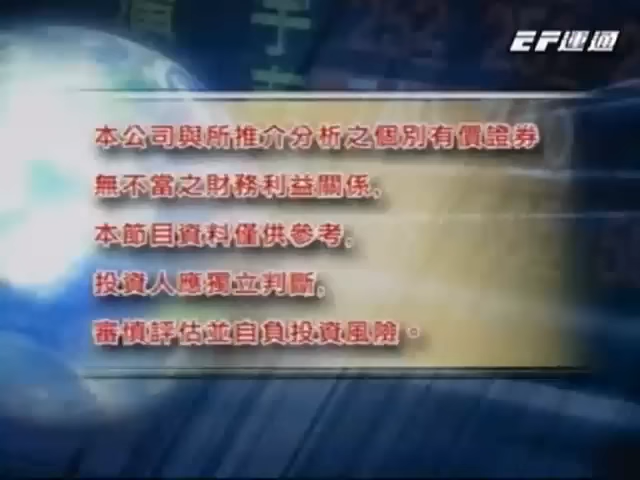 EF運通
本公司與所推介分析之個別有價證券
無不當之財務利益關係,
本節目資料僅供參考,
投資人應獨立判斷,
審慎評估並自負投資風險。